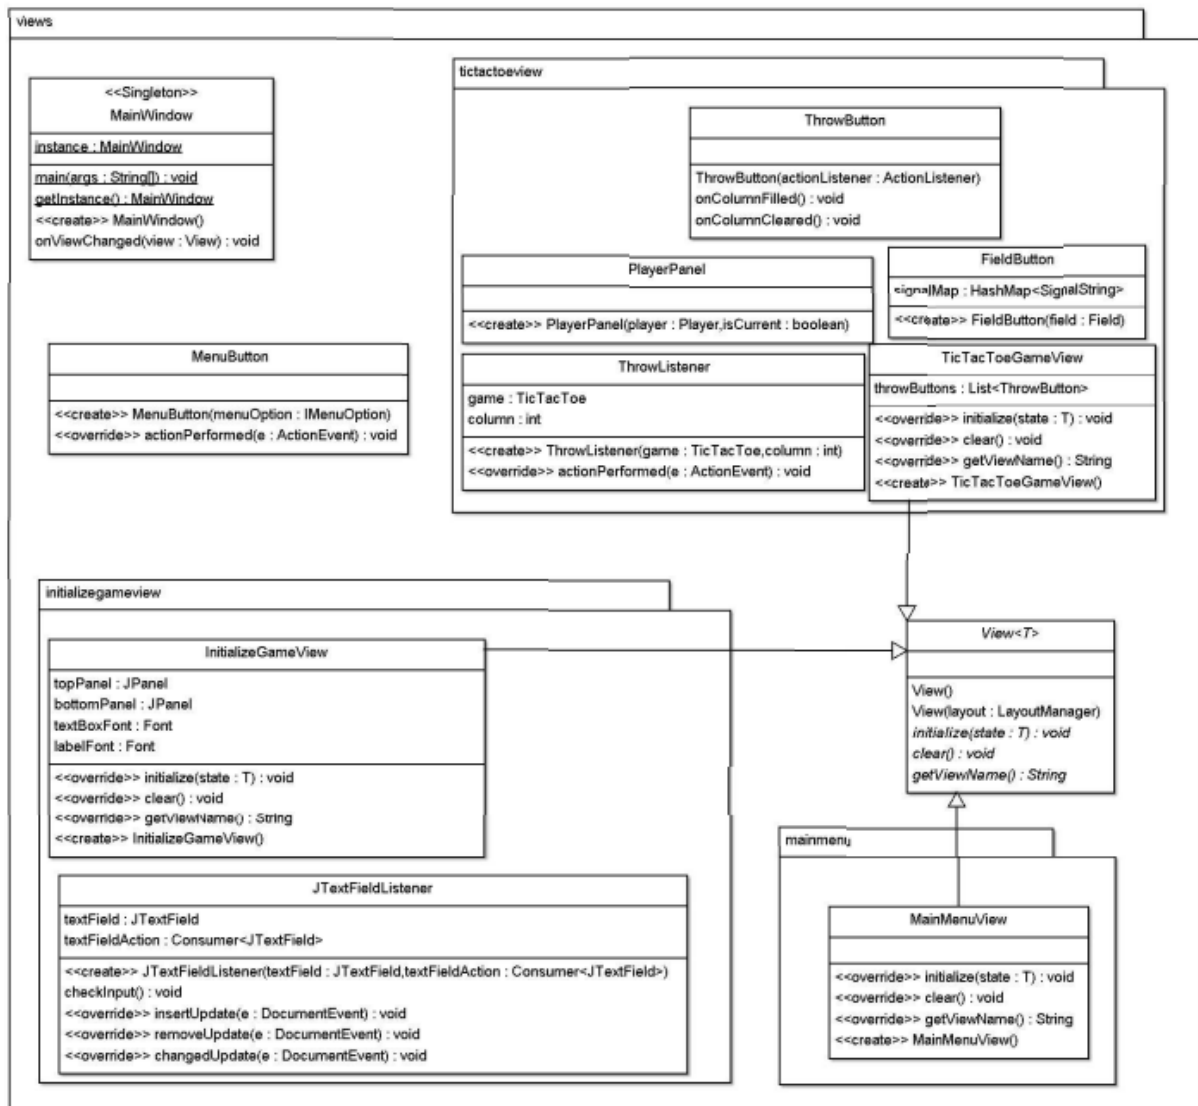 views
<<Singleton>>
MainWindow
instance : MainWindow
main(args : String[]) : void
getInstance() : MainWindow
<<create>> MainWindow()
onViewChanged(view : View) : void
MenuButton
<<create>> MenuButton(menuOption : IMenuOption)
<<override>> actionPerformed(e : ActionEvent) : void
tictactoeview
ThrowButton
ThrowButton(actionListener : ActionListener)
onColumnFilled() : void
onColumnCleared() : void
PlayerPanel
<<create>> PlayerPanel(player : Player,isCurrent : boolean)
FieldButton
signalMap : HashMap<SignalString>
<<create>> FieldButton(field : Field)
ThrowListener
game : TicTacToe
column : int
<<create>> ThrowListener(game : TicTacToe,column : int)
<<override>> actionPerformed(e : ActionEvent) : void
TicTacToeGameView
throwButtons : List<ThrowButton>
<<override>> initialize(state : T) : void
<<override>> clear() : void
<<override>> getViewName() : String
<<create>> TicTacToeGameView()
initializegameview
InitializeGameView
topPanel : JPanel
bottomPanel : JPanel
textBoxFont : Font
labelFont : Font
<<override>> initialize(state : T) : void
<<override>> clear() : void
<<override>> getViewName() : String
<<create>> InitializeGameView()
JTextFieldListener
textField : JTextField
textFieldAction : Consumer<JTextField>
<<create>> JTextFieldListener(textField : JTextField,textFieldAction : Consumer<JTextField>)
checkInput() : void
<<override>> insertUpdate(e : DocumentEvent) : void
<<override>> removeUpdate(e : DocumentEvent) : void
<<override>> changedUpdate(e : DocumentEvent) : void
View<T>
View()
View(layout : LayoutManager)
initialize(state : T) : void
clear() : void
getViewName() : String
mainmenu
MainMenuView
<<override>> initialize(state : T) : void
<<override>> clear() : void
<<override>> getViewName() : String
<<create>> MainMenuView()